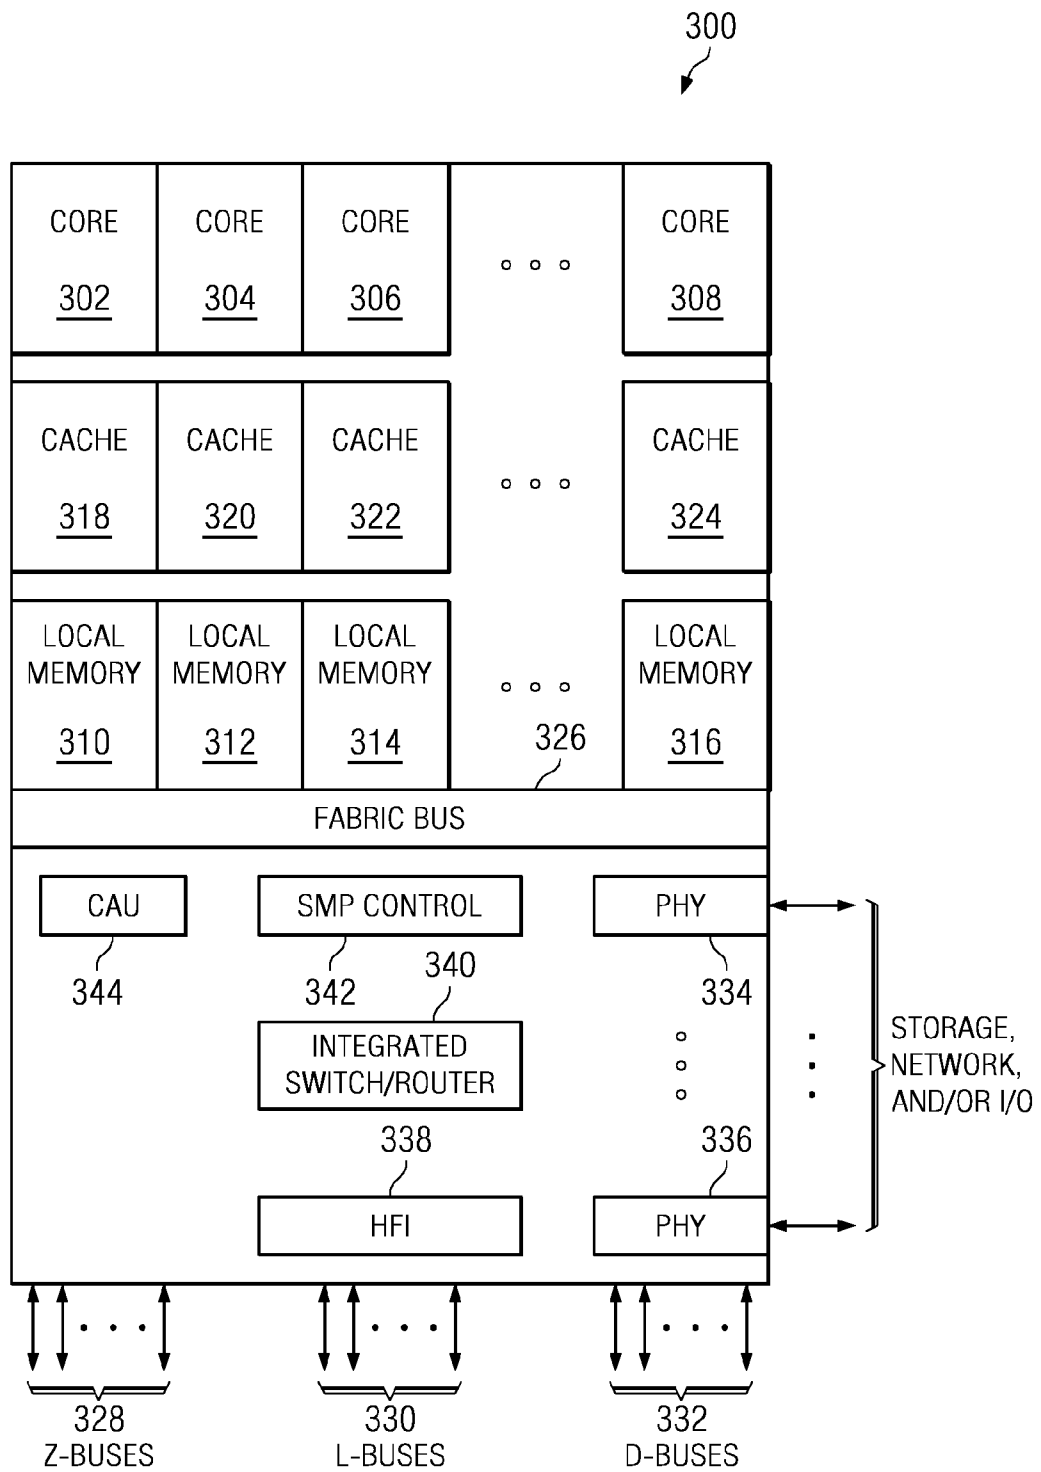 300
CORE CORE CORE CORE
302 304 306 308
CACHE CACHE CACHE CACHE
318 320 322 324
LOCAL MEMORY LOCAL MEMORY LOCAL MEMORY LOCAL MEMORY
310 312 314 316
326
FABRIC BUS
CAU SMP CONTROL PHY
344 342 340 334
INTEGRATED
SWITCH/ROUTER
STORAGE,
NETWORK,
AND/OR I/O
338 336
HFI PHY
328 330 332
Z-BUSES L-BUSES D-BUSES